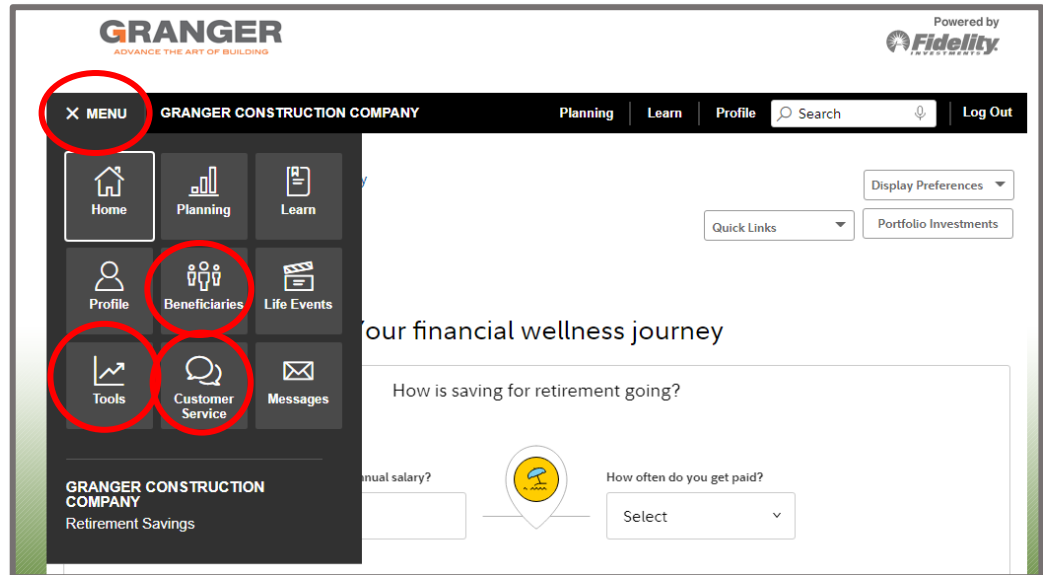 GRANGER
ADVANCE THE ART OF BUILDING
Powered by
Fidelity
INVESTMENTS
MENU
GRANGER CONSTRUCTION COMPANY
Planning
Learn
Profile
Search
Log Out
Home
Planning
Learn
y
Display Preferences
Quick Links
Portfolio Investments
Profile
Beneficiaries
Life Events
our financial wellness journey
Tools
Customer
Service
Messages
How is saving for retirement going?
nnual salary?
How often do you get paid?
Select
GRANGER CONSTRUCTION
COMPANY
Retirement Savings